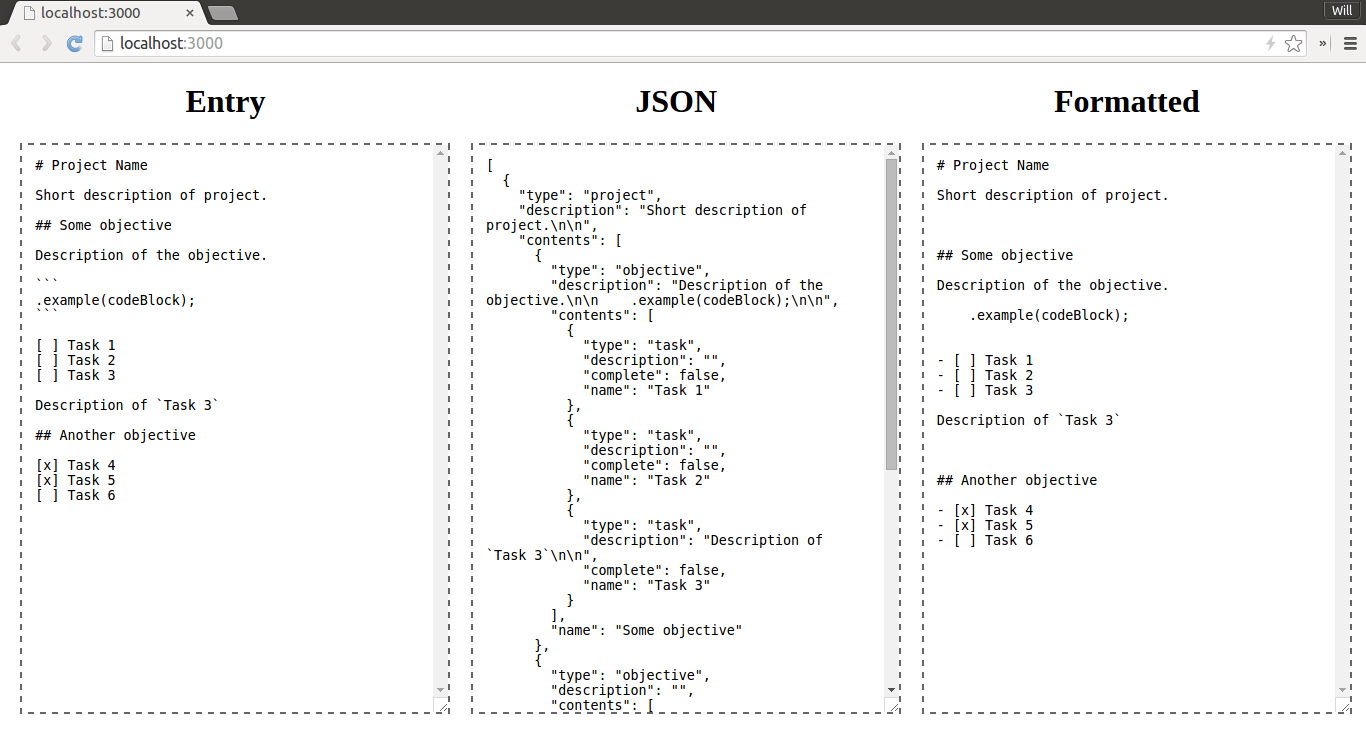 localhost:3000
Will
localhost:3000
»
Entry
# Project Name
Short description of project.
## Some objective
Description of the objective.
```
.example(codeBlock);
```
[ ] Task 1
[ ] Task 2
[ ] Task 3
Description of `Task 3`
## Another objective
[x] Task 4
[x] Task 5
[ ] Task 6
JSON
[
  {
    "type": "project",
    "description": "Short description of
project.\n\n",
    "contents": [
      {
        "type": "objective",
        "description": "Description of the
objective.\n\n    .example(codeBlock);\n\n",
        "contents": [
          {
            "type": "task",
            "description": "",
            "complete": false,
            "name": "Task 1"
          },
          {
            "type": "task",
            "description": "",
            "complete": false,
            "name": "Task 2"
          },
          {
            "type": "task",
            "description": "Description of
`Task 3`\n\n",
            "complete": false,
            "name": "Task 3"
          }
        ],
        "name": "Some objective"
      },
      {
        "type": "objective",
        "description": "",
        "contents": [
Formatted
# Project Name
Short description of project.
## Some objective
Description of the objective.
    .example(codeBlock);
- [ ] Task 1
- [ ] Task 2
- [ ] Task 3
Description of `Task 3`
## Another objective
- [x] Task 4
- [x] Task 5
- [ ] Task 6